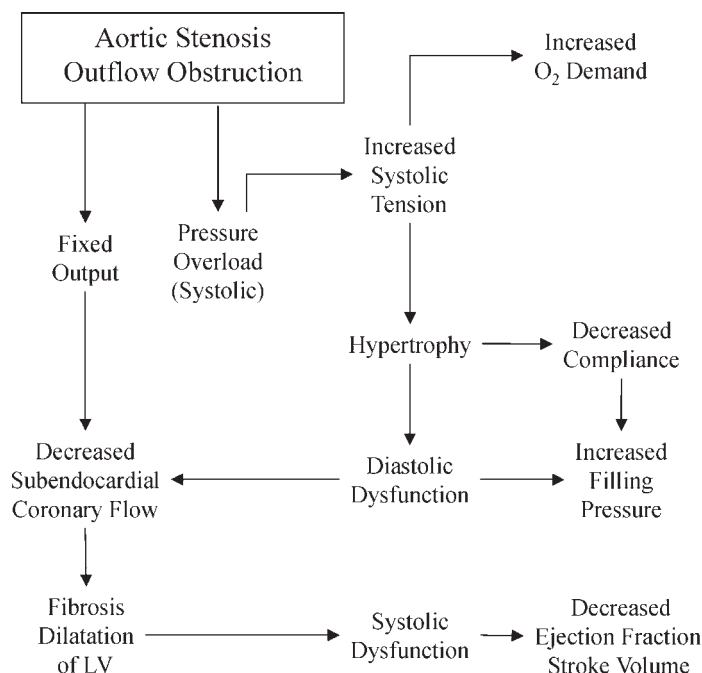 Aortic Stenosis
Outflow Obstruction
Increased
O₂ Demand
Increased
Systolic
Tension
Fixed
Output
Pressure
Overload
(Systolic)
Hypertrophy
Decreased
Compliance
Decreased
Subendocardial
Coronary Flow
Diastolic
Dysfunction
Increased
Filling
Pressure
Fibrosis
Dilatation
of LV
Systolic
Dysfunction
Decreased
Ejection Fraction
Stroke Volume